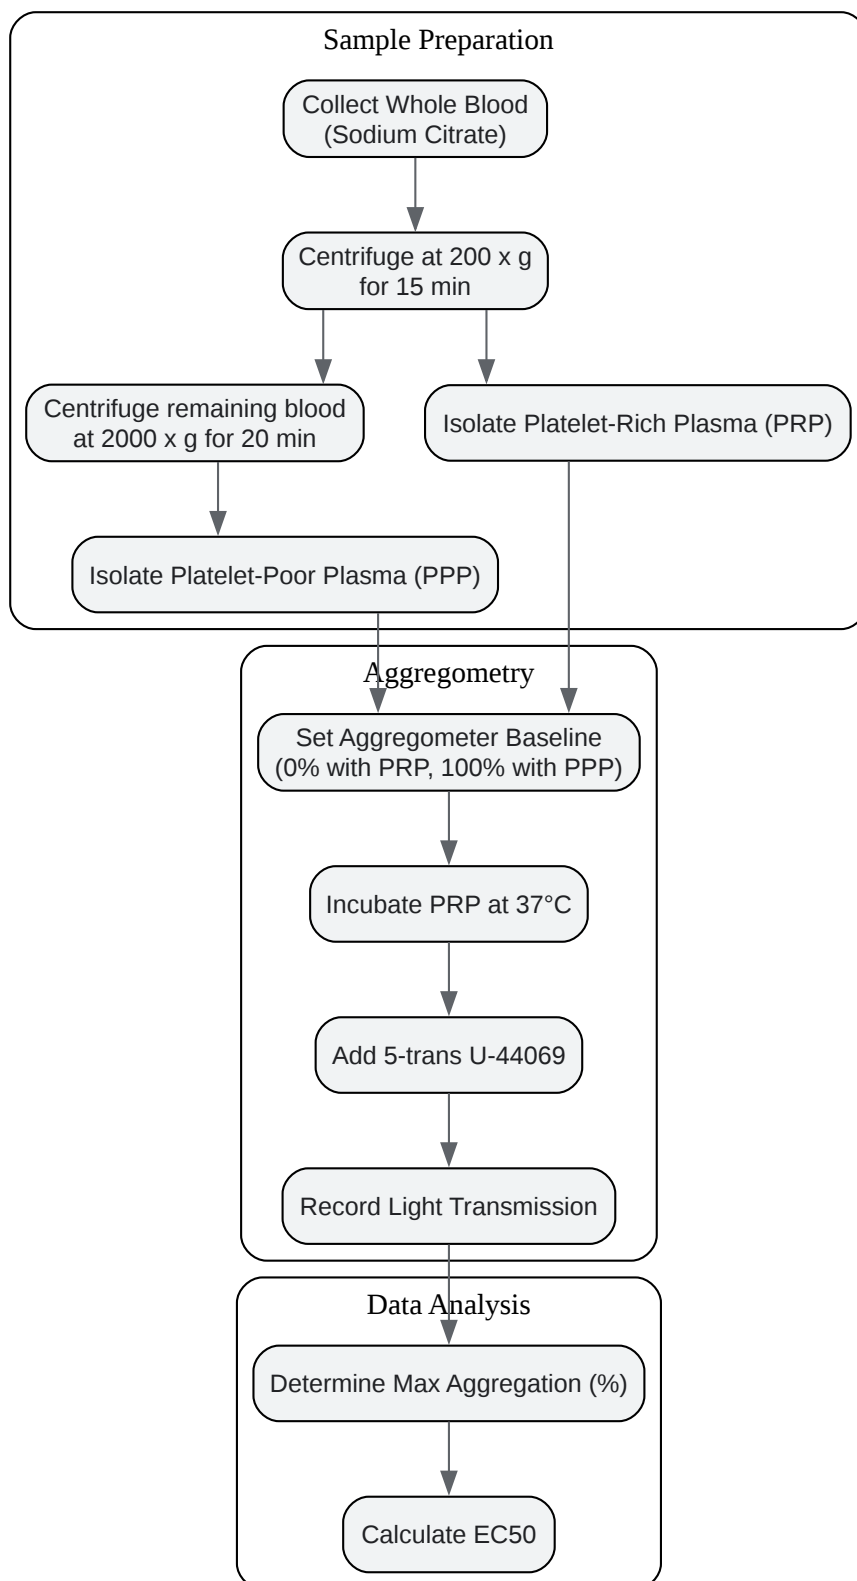 Sample Preparation
Collect Whole Blood
(Sodium Citrate)
Centrifuge at 200 x g
for 15 min
Centrifuge remaining blood
at 2000 x g for 20 min
Isolate Platelet-Rich Plasma (PRP)
Isolate Platelet-Poor Plasma (PPP)
Aggregometry
Set Aggregometer Baseline
(0% with PRP, 100% with PPP)
Incubate PRP at 37°C
Add 5-trans U-44069
Record Light Transmission
Data Analysis
Determine Max Aggregation (%)
Calculate EC50